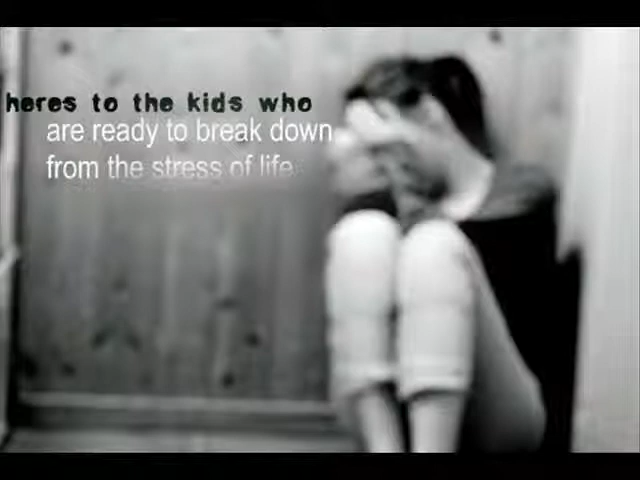 heres to the kids who
are ready to break down
from the stress of life